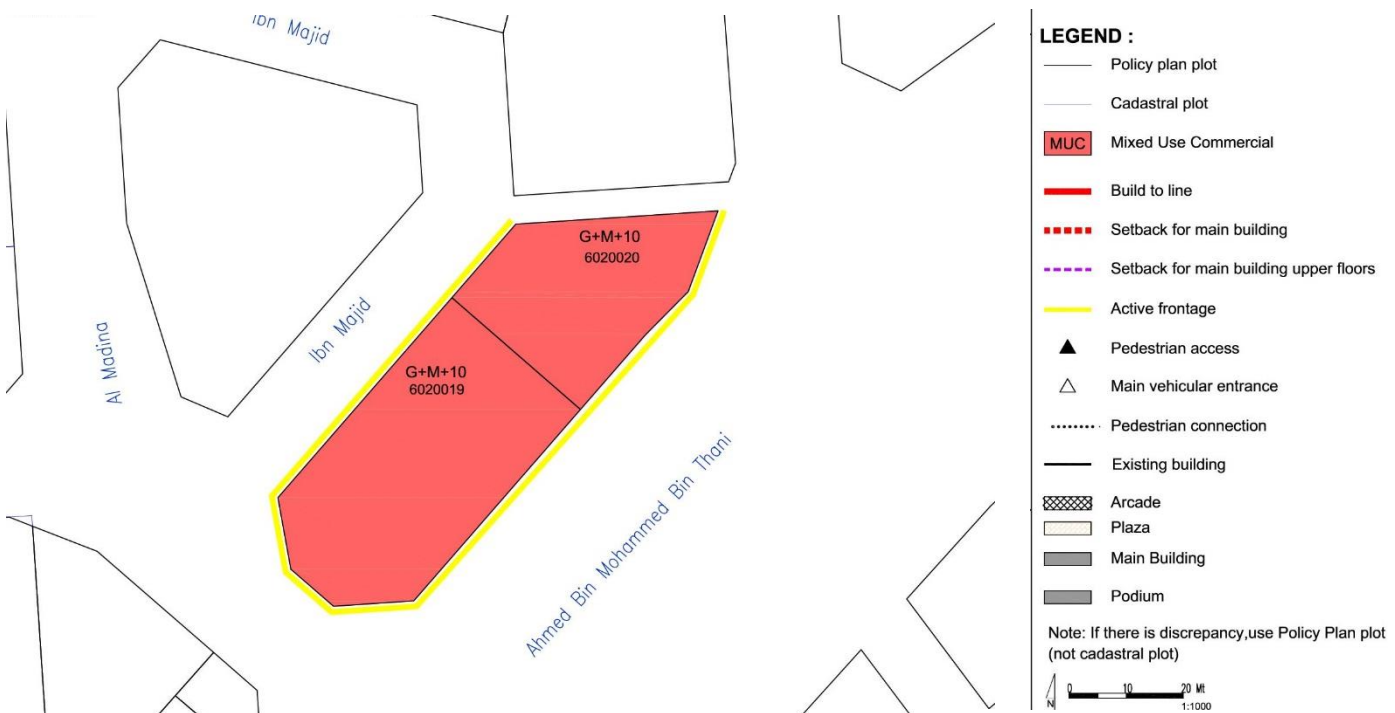 Ibn Majid
G+M+10
6020020
Ibn Majid
Al Madina
G+M+10
6020019
Ahmed Bin Mohammed Bin Thani
LEGEND :
Policy plan plot
Cadastral plot
MUC Mixed Use Commercial
Build to line
Setback for main building
Setback for main building upper floors
Active frontage
Pedestrian access
Main vehicular entrance
Pedestrian connection
Existing building
Arcade
Plaza
Main Building
Podium
Note: If there is discrepancy,use Policy Plan plot
(not cadastral plot)
N
0 10 20 Mt
1:1000